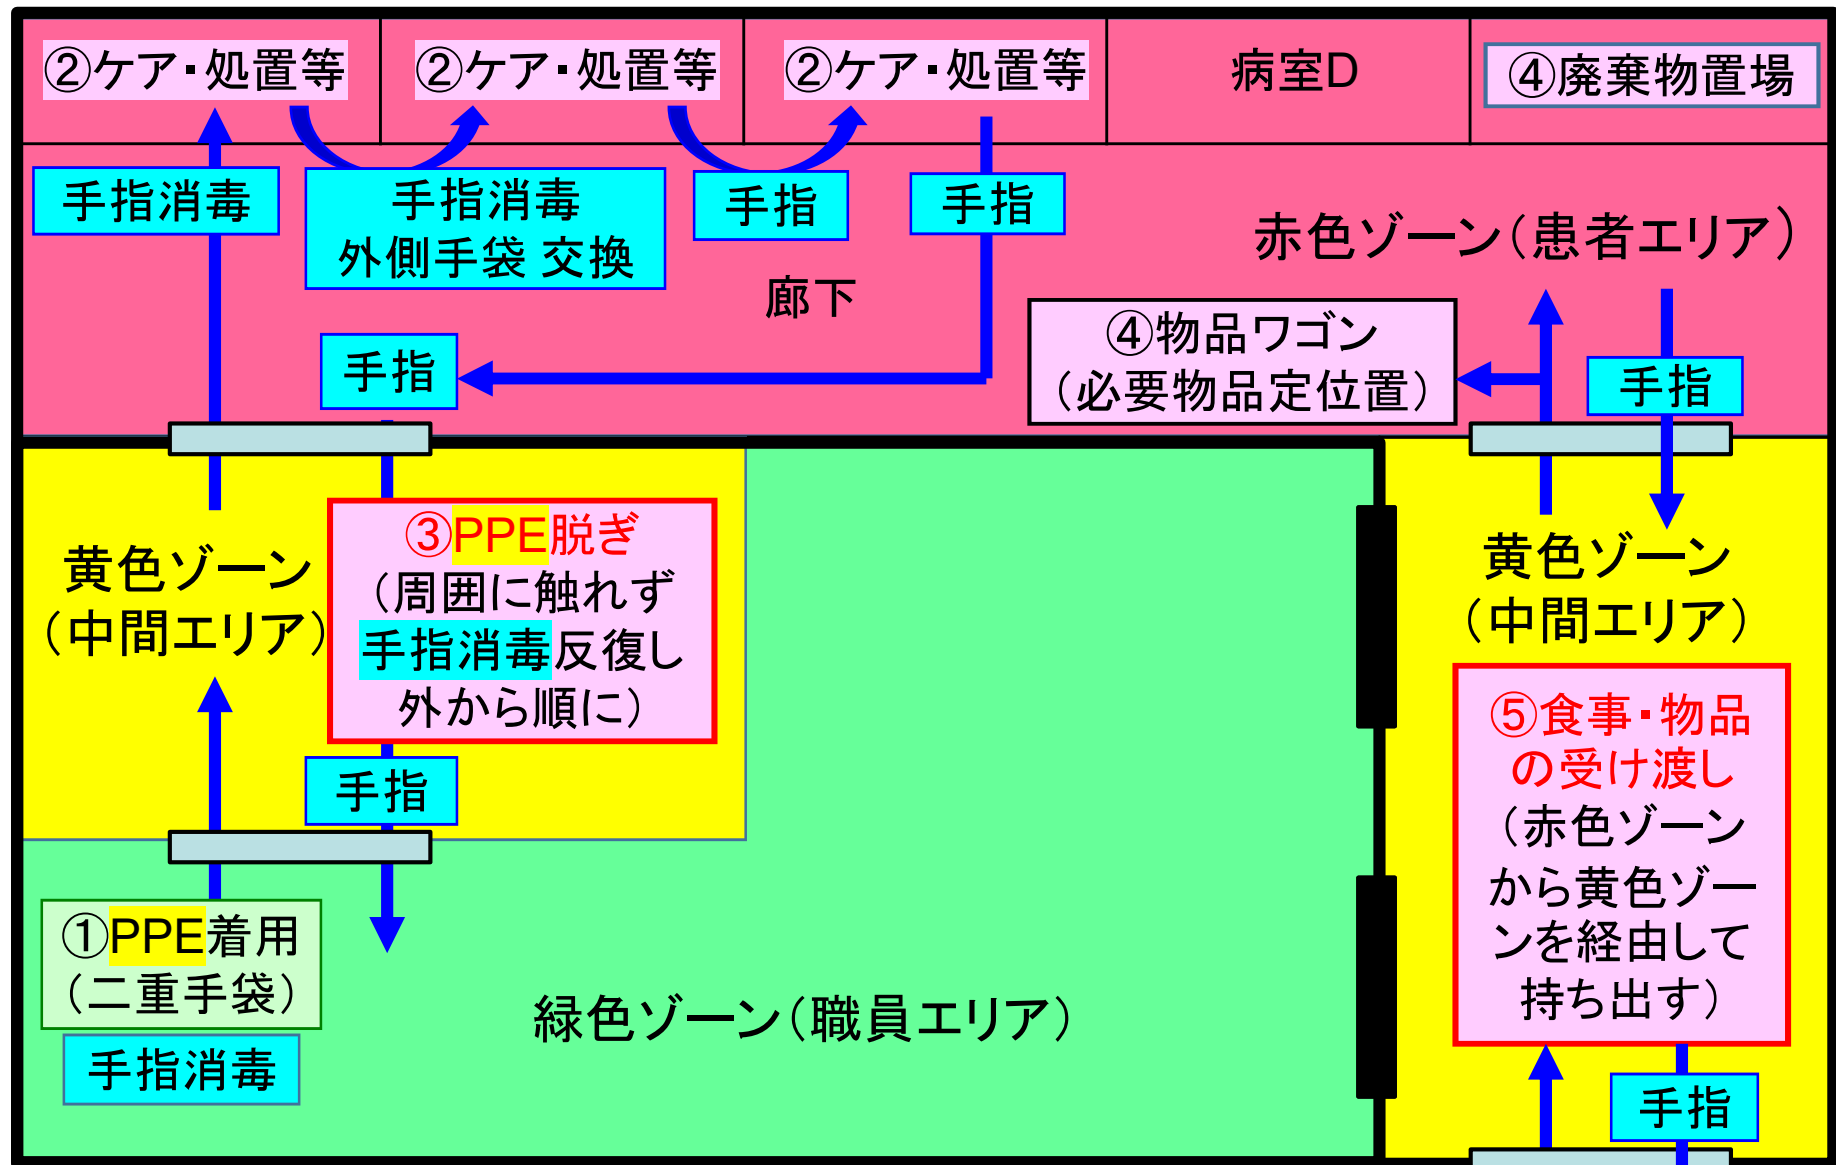 ②ケア・処置等
②ケア・処置等
②ケア・処置等
病室D
④廃棄物置場
手指消毒
手指消毒
外側手袋 交換
手指
手指
赤色ゾーン（患者エリア）
廊下
④物品ワゴン
（必要物品定位置）
手指
手指
黄色ゾーン
（中間エリア）
③PPE脱ぎ
（周囲に触れず
手指消毒反復し
外から順に）
手指
黄色ゾーン
（中間エリア）
⑤食事・物品
の受け渡し
（赤色ゾーン
から黄色ゾー
ンを経由して
持ち出す）
①PPE着用
（二重手袋）
手指消毒
緑色ゾーン（職員エリア）
手指